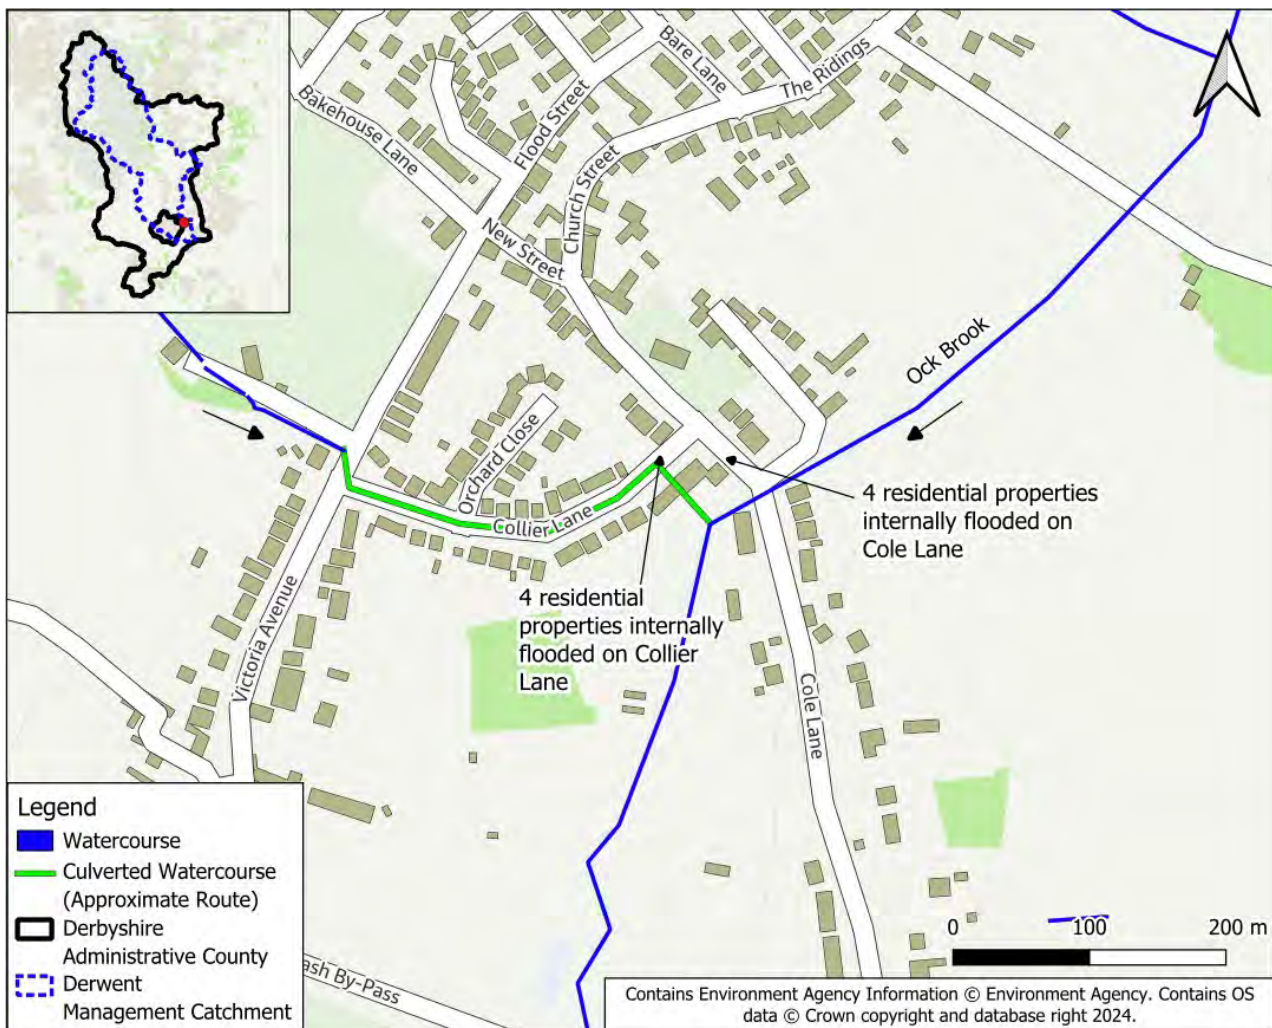 Bare Lane
The Ridings
Bakehouse Lane
Flood Street
Church Street
New Street
Ock Brook
Orchard Close
Collier Lane
4 residential properties
internally flooded on
Cole Lane
4 residential
properties internally
flooded on Collier
Lane
Victoria Avenue
Cole Lane
Legend
Watercourse
Culverted Watercourse
(Approximate Route)
Derbyshire
Administrative County
Derwent
Management Catchment
ash By-Pass
0 100 200 m
Contains Environment Agency Information © Environment Agency. Contains OS
data © Crown copyright and database right 2024.